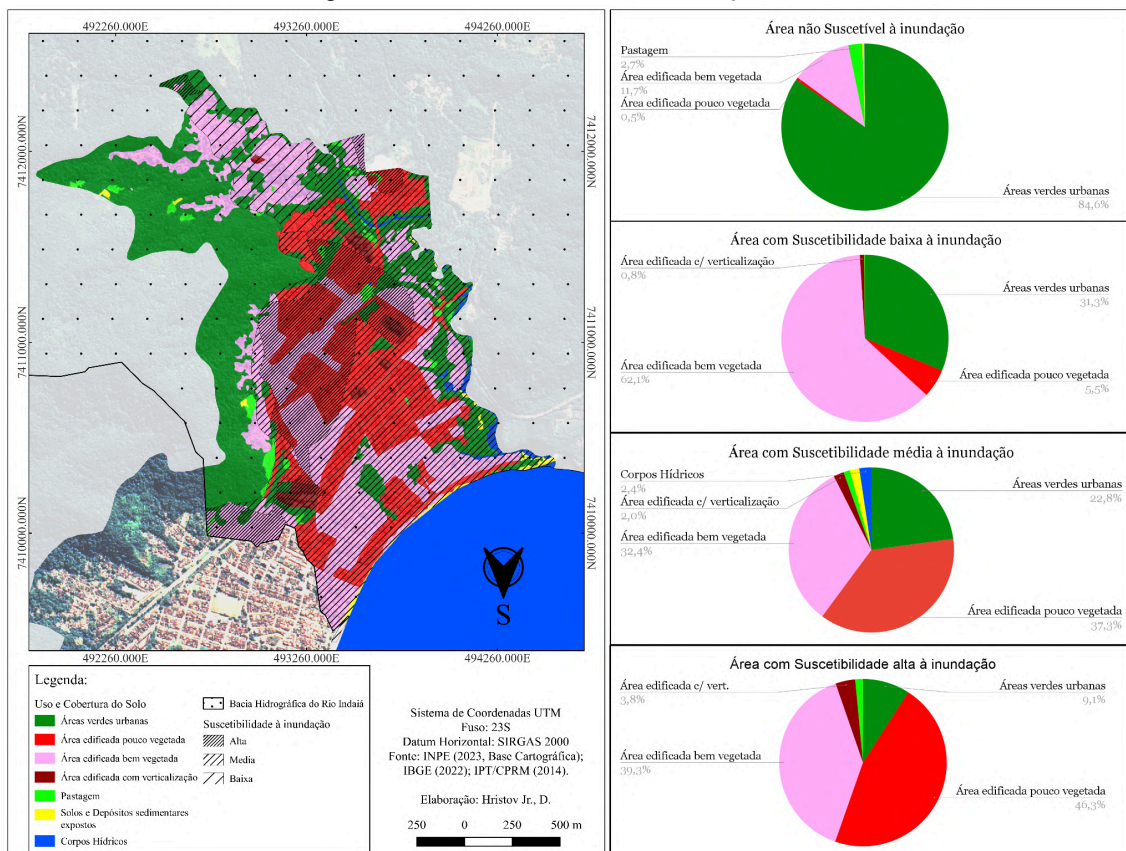 492260.000E
493260.000E
494260.000E
7412000.000N
7411000.000N
7410000.000N
7412000.000N
7411000.000N
7410000.000N
S
492260.000E
493260.000E
494260.000E
Legenda:
Uso e Cobertura do Solo
Áreas verdes urbanas
Área edificada pouco vegetada
Área edificada bem vegetada
Área edificada com verticalização
Pastagem
Solos e Depósitos sedimentares
expostos
Corpos Hídricos
Bacia Hidrográfica do Rio Indaiá
Suscetibilidade à inundação
Alta
Media
Baixa
Sistema de Coordenadas UTM
Fuso: 23S
Datum Horizontal: SIRGAS 2000
Fonte: INPE (2023, Base Cartográfica);
IBGE (2022); IPT/CPRM (2014).
Elaboração: Hristov Jr., D.
250 0 250 500 m
Área não Suscetível à inundação
Pastagem
2,7%
Área edificada bem vegetada
11,7%
Área edificada pouco vegetada
0,5%
Áreas verdes urbanas
84,6%
Área com Suscetibilidade baixa à inundação
Área edificada c/ verticalização
0,8%
Áreas verdes urbanas
31,3%
Área edificada bem vegetada
62,1%
Área edificada pouco vegetada
5,5%
Área com Suscetibilidade média à inundação
Corpos Hídricos
2,4%
Área edificada c/ verticalização
2,0%
Área edificada bem vegetada
32,4%
Áreas verdes urbanas
22,8%
Área edificada pouco vegetada
37,3%
Área com Suscetibilidade alta à inundação
Área edificada c/ vert.
3,8%
Áreas verdes urbanas
9,1%
Área edificada bem vegetada
39,3%
Área edificada pouco vegetada
46,3%